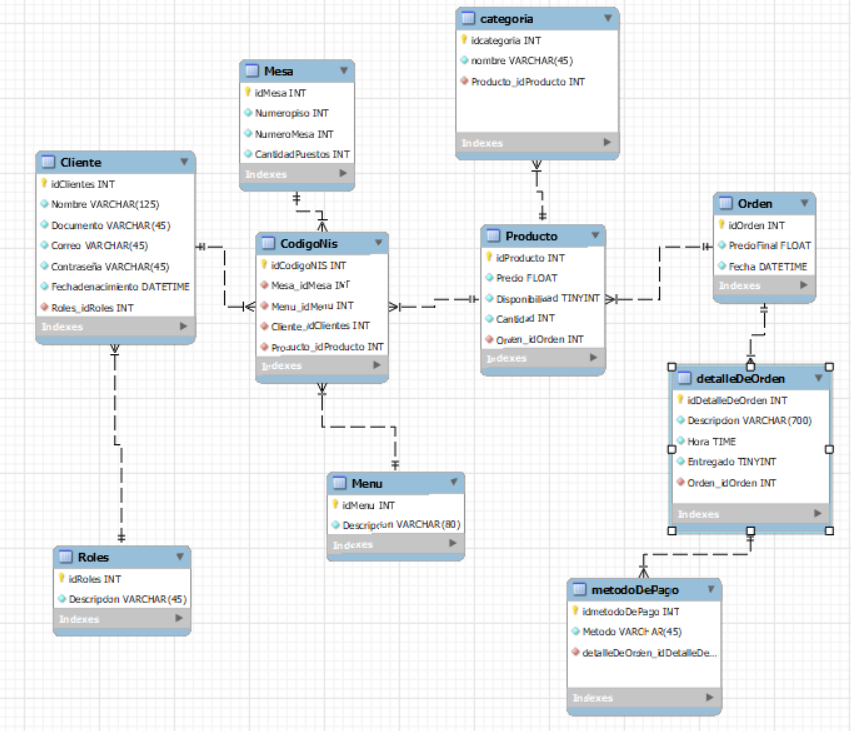 categoria
idcategoria INT
nombre VARCHAR(45)
Producto_idProducto INT
Indexes
Mesa
idMesa INT
Numeropiso INT
NumeroMesa INT
CantidadPuestos INT
Indexes
Cliente
idClientes INT
Nombre VARCHAR(125)
Documento VARCHAR(45)
Correo VARCHAR(45)
Contraseña VARCHAR(45)
Fechadenacimiento DATETIME
Roles_idRoles INT
Indexes
CodigoNis
idCodigoNIS INT
Mesa_idMesa INT
Menu_idMenu INT
Cliente_idClientes INT
Producto_idProducto INT
Indexes
Producto
idProducto INT
Precio FLOAT
Disponibilidad TINYINT
Cantidad INT
Orden_idOrden INT
Indexes
Orden
idOrden INT
PrecioFinal FLOAT
Fecha DATETIME
Indexes
detalleDeOrden
idDetalleDeOrden INT
Descripcion VARCHAR(700)
Hora TIME
Entregado TINYINT
Orden_idOrden INT
Indexes
Menu
idMenu INT
Descripcion VARCHAR(80)
Indexes
Roles
idRoles INT
Descripcion VARCHAR(45)
Indexes
metodoDePago
idmetodoDePago INT
Metodo VARCHAR(45)
detalleDeOrden_idDetalleDe...
Indexes